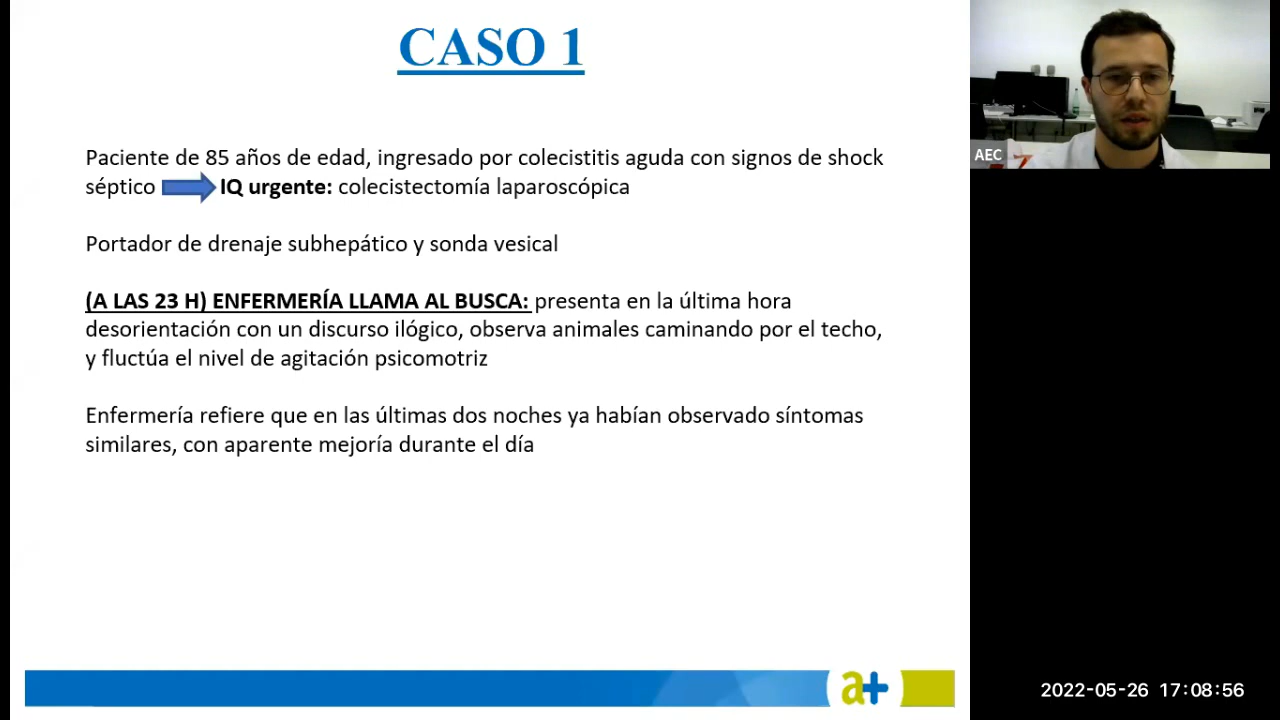 CASO 1
Paciente de 85 años de edad, ingresado por colecistitis aguda con signos de shock
séptico IQ urgente: colecistectomía laparoscópica
Portador de drenaje subhepático y sonda vesical
(A LAS 23 H) ENFERMERÍA LLAMA AL BUSCA: presenta en la última hora
desorientación con un discurso ilógico, observa animales caminando por el techo,
y fluctúa el nivel de agitación psicomotriz
Enfermería refiere que en las últimas dos noches ya habían observado síntomas
similares, con aparente mejoría durante el día
AEC
a+
2022-05-26 17:08:56